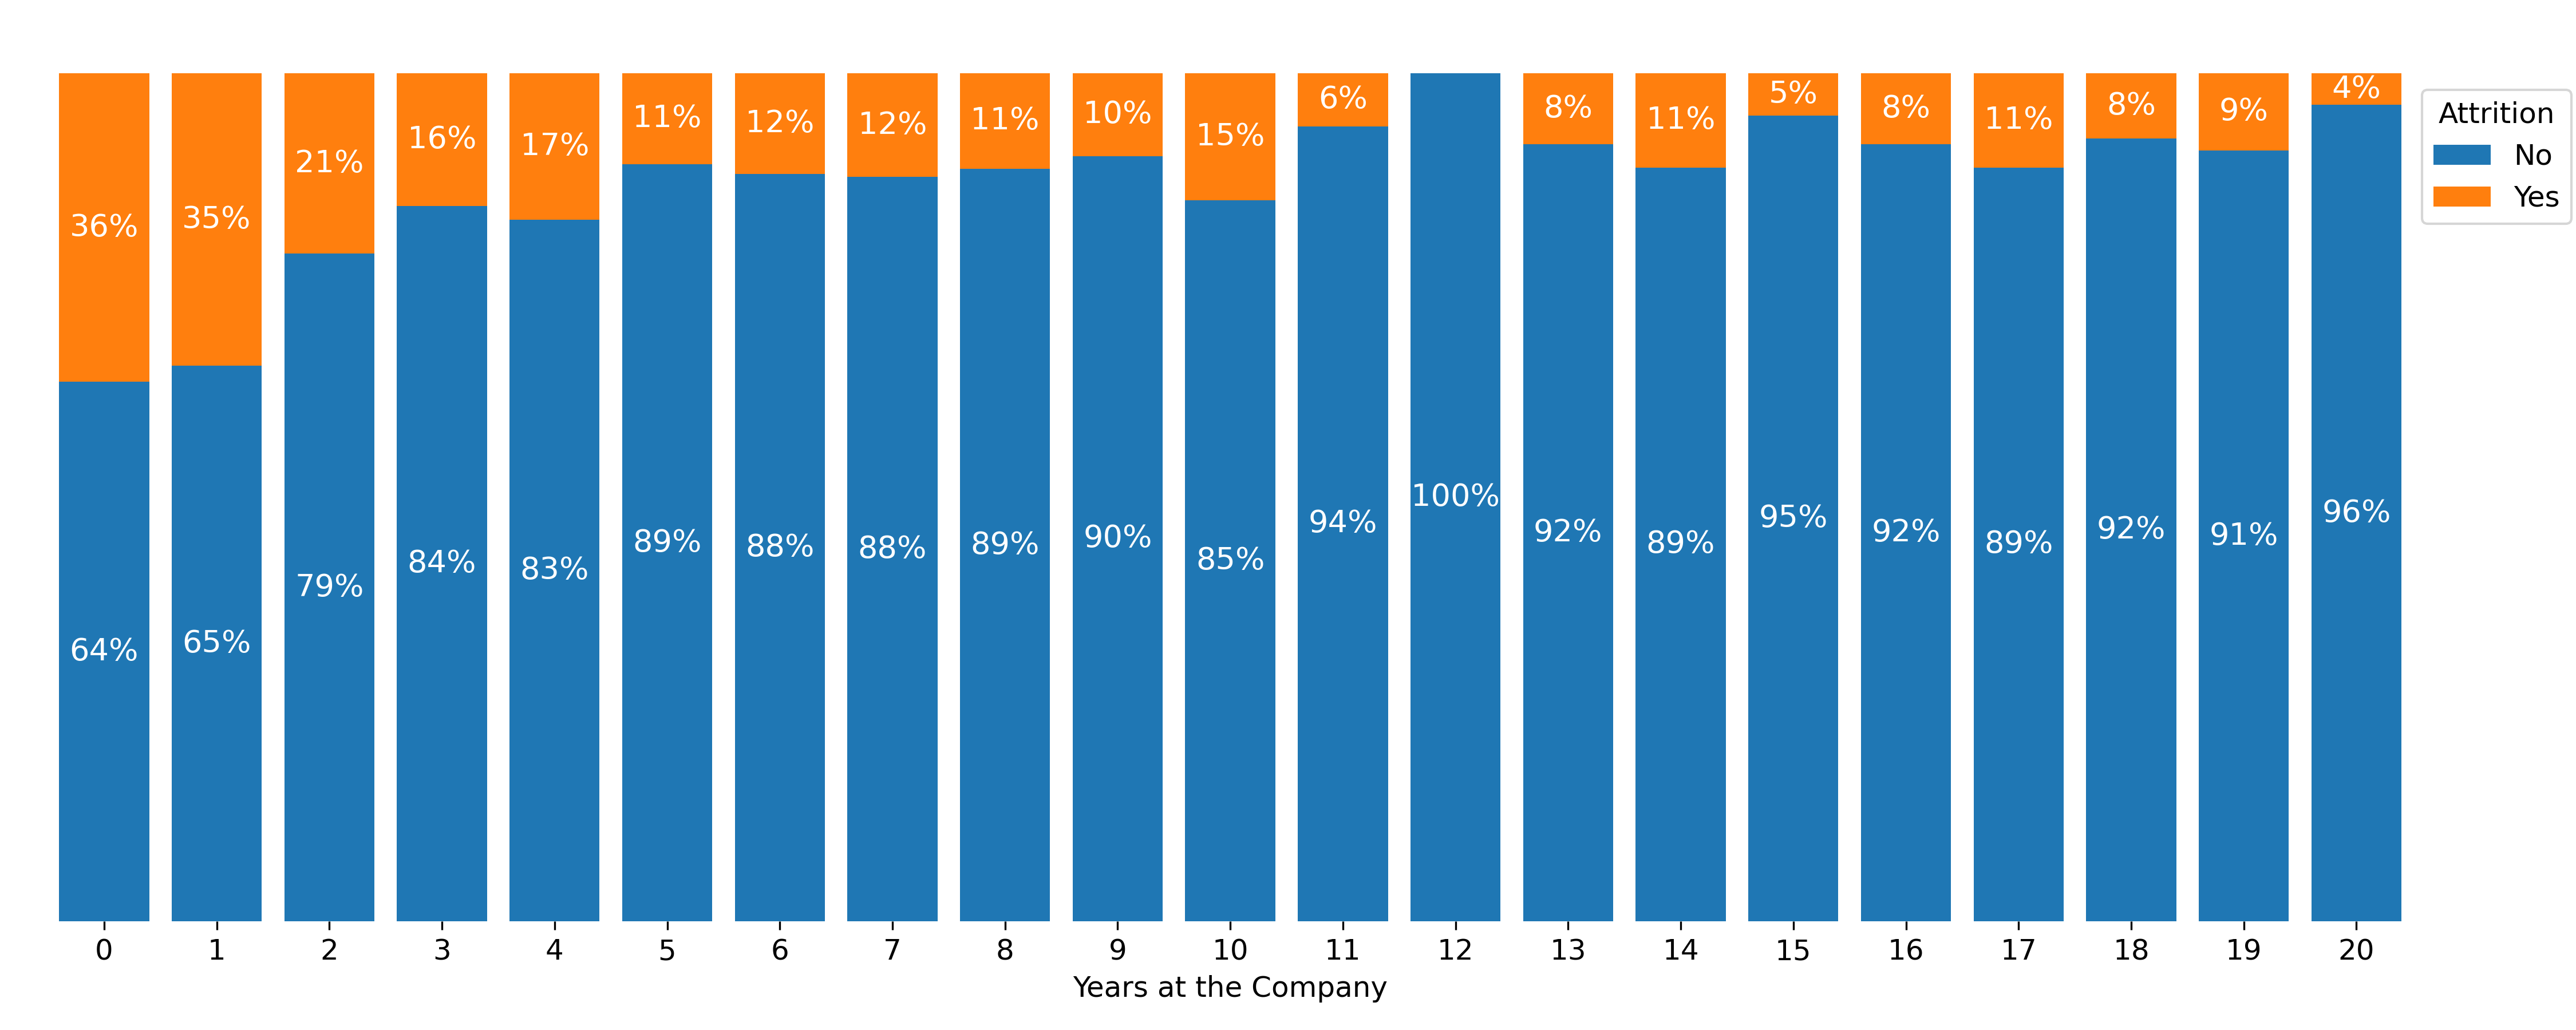 36% 35% 21% 16% 17% 11% 12% 12% 11% 10% 15% 6% 8% 11% 5% 8% 11% 8% 9% 4%
64% 65% 79% 84% 83% 89% 88% 88% 89% 90% 85% 94% 100% 92% 89% 95% 92% 89% 92% 91% 96%
0 1 2 3 4 5 6 7 8 9 10 11 12 13 14 15 16 17 18 19 20
Years at the Company
Attrition
No
Yes